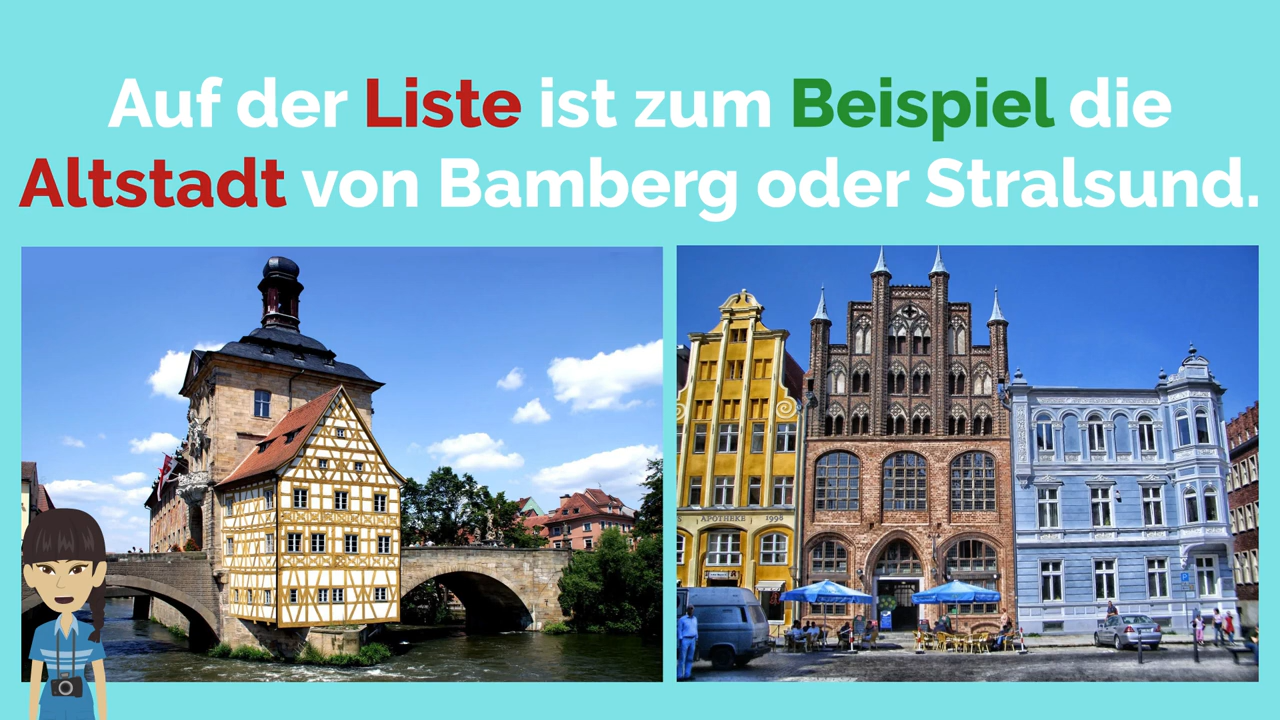 Auf der Liste ist zum Beispiel die
Altstadt von Bamberg oder Stralsund.
APOTHEKE 1998